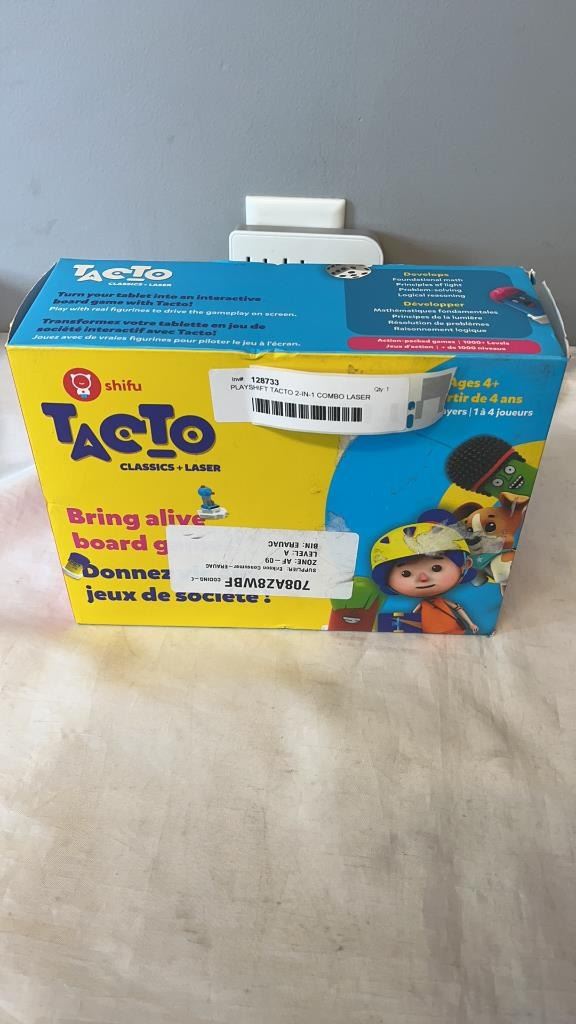 TACTO
CLASSICS + LASER
Turn your tablet into an interactive
board game with Tacto!
Play with real figurines to drive the gameplay on screen.
Transformez votre tablette en jeu de
société interactif avec Tacto!
Jouez avec de vraies figurines pour piloter le jeu à l'écran.
Develops
Foundational math
Principles of light
Problem-solving
Logical reasoning
Développer
Mathématiques fondamentales
Principes de la lumière
Résolution de problèmes
Raisonnement logique
Action-packed games | 1000+ Levels
Jeux d'action | + de 1000 niveaux
shifu
TACTO
CLASSICS + LASER
Inv#: 128733
Qty: 1
PLAYSHIFT TACTO 2-IN-1 COMBO LASER
Ages 4+
rtir de 4 ans
ayers | 1 à 4 joueurs
Bring alive
board g
Donnez
jeux de société !
708AZ8WBF CODING-C
SUPPLIER: Erikson Consumer-ERAUAC
ZONE: AF-09
LEVEL: A
BIN: ERAUAC